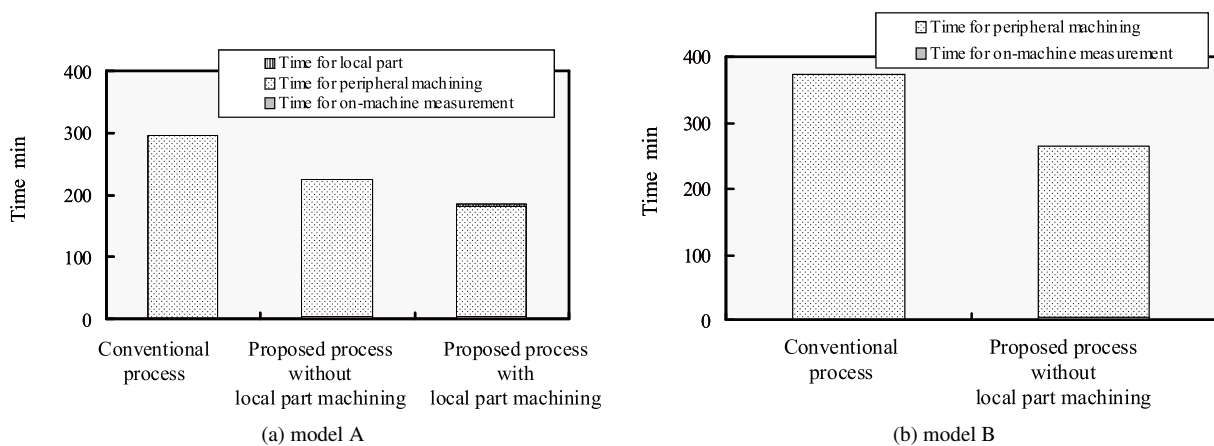 Time for local part
Time for peripheral machining
Time for on-machine measurement
400
300
200
100
0
Time min
Conventional
process
Proposed process
without
local part machining
Proposed process
with
local part machining
(a) model A
Time for peripheral machining
Time for on-machine measurement
400
300
200
100
0
Time min
Conventional
process
Proposed process
without
local part machining
(b) model B